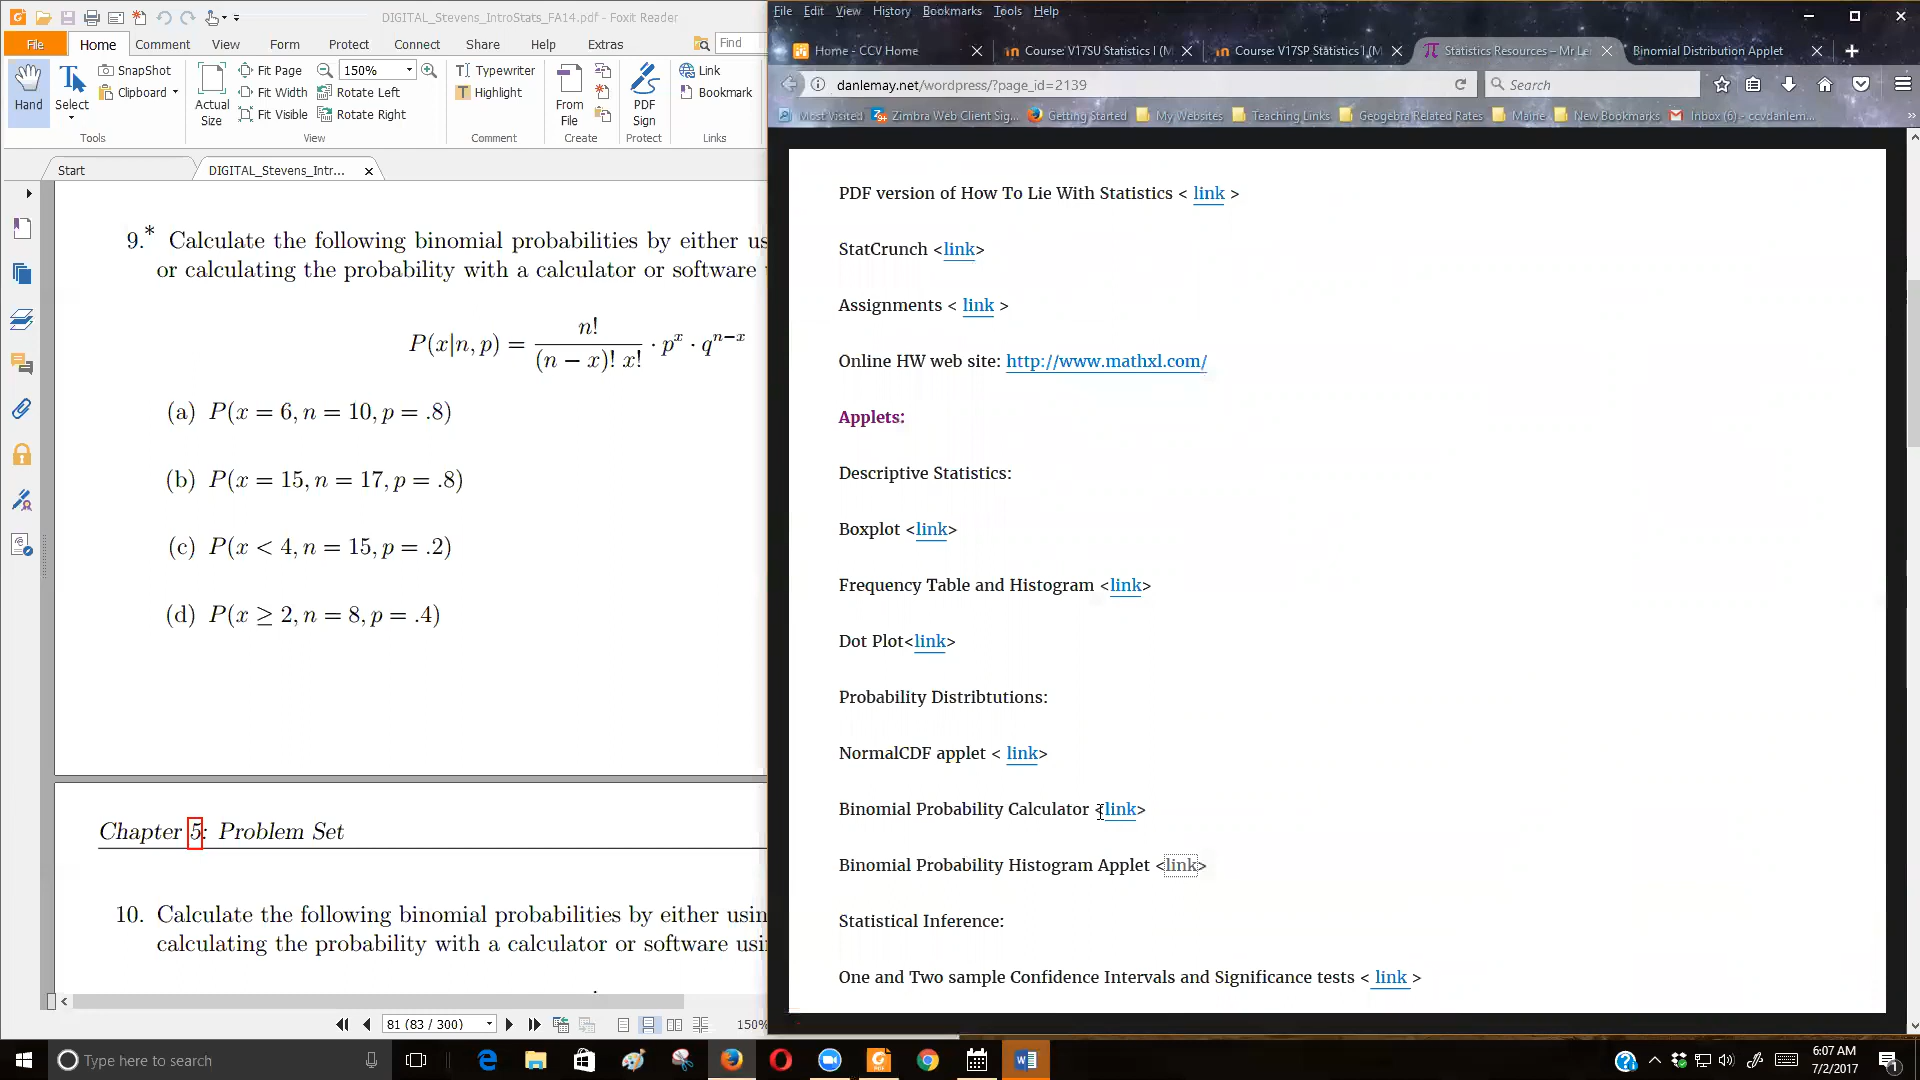 DIGITAL_Stevens_IntroStats_FA14.pdf - Foxit Reader
File Home Comment View Form Protect Connect Share Help Extras Find
Hand
Select
SnapShot
Clipboard
Tools
Actual Size
Fit Page
Fit Width
Fit Visible
150%
Rotate Left
Rotate Right
View
Typewriter
Highlight
Comment
From File
Create
PDF Sign
Protect
Link
Bookmark
Links
Start DIGITAL_Stevens_Intr...
9.* Calculate the following binomial probabilities by either us
or calculating the probability with a calculator or software
P(x|n, p) = n! / (n − x)! x! · p^x · q^{n−x}
(a) P(x = 6, n = 10, p = .8)
(b) P(x = 15, n = 17, p = .8)
(c) P(x < 4, n = 15, p = .2)
(d) P(x ≥ 2, n = 8, p = .4)
Chapter 5: Problem Set
10. Calculate the following binomial probabilities by either usin
calculating the probability with a calculator or software usi
81 (83 / 300) 150%
File Edit View History Bookmarks Tools Help
Home - CCV Home Course: V17SU Statistics I (M Course: V17SP Statistics I (M Statistics Resources – Mr Le Binomial Distribution Applet
danlemay.net/wordpress/?page_id=2139 Search
Most Visited Zimbra Web Client Sig... Getting Started My Websites Teaching Links Geogebra Related Rates Maine New Bookmarks Inbox (6) - ccvdanlem...
PDF version of How To Lie With Statistics < link >
StatCrunch <link>
Assignments < link >
Online HW web site: http://www.mathxl.com/
Applets:
Descriptive Statistics:
Boxplot <link>
Frequency Table and Histogram <link>
Dot Plot<link>
Probability Distribtutions:
NormalCDF applet < link>
Binomial Probability Calculator <link>
Binomial Probability Histogram Applet <link>
Statistical Inference:
One and Two sample Confidence Intervals and Significance tests < link >
Type here to search
6:07 AM
7/2/2017